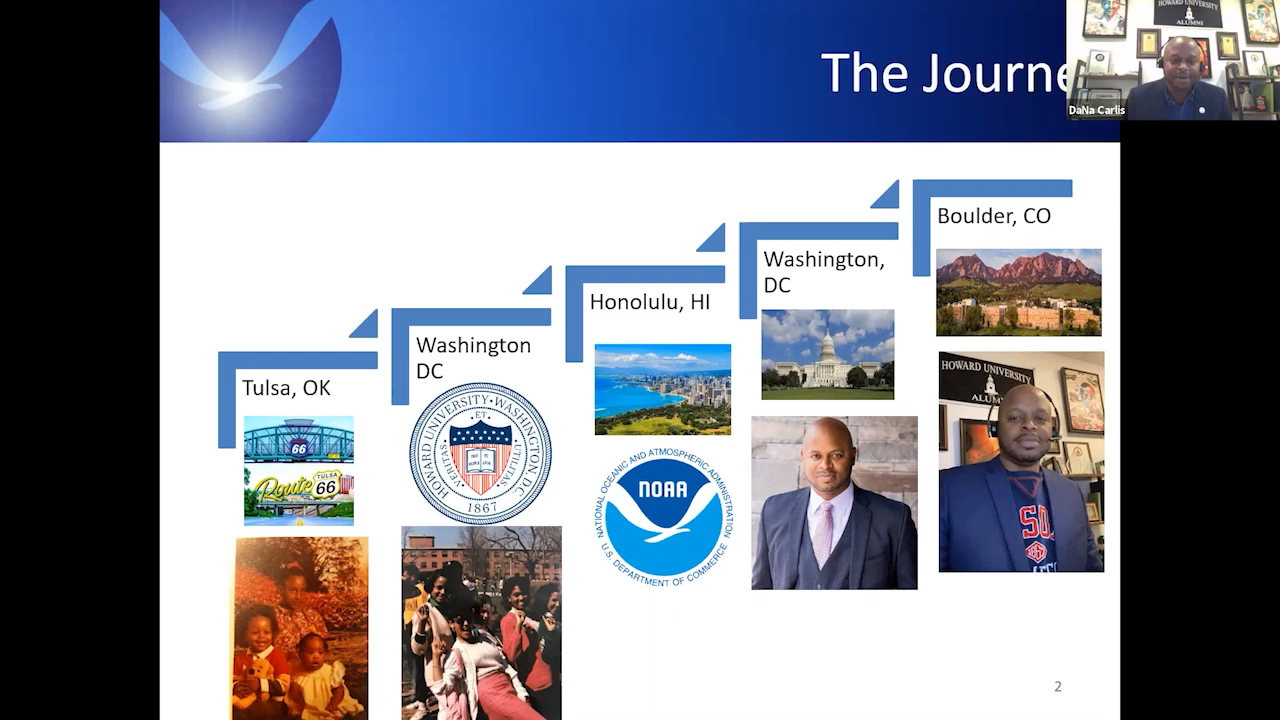 The Journe
HOWARD UNIVERSITY
ALUMNI
DaNa Carlis
Boulder, CO
Washington,
DC
Honolulu, HI
Washington
DC
Tulsa, OK
66
Route 66
TULSA
HOWARD UNIVERSITY · WASHINGTON, D.C.
VERITAS ET UTILITAS
1867
NATIONAL OCEANIC AND ATMOSPHERIC ADMINISTRATION
NOAA
U.S. DEPARTMENT OF COMMERCE
HOWARD UNIVERSITY
ALUM
2